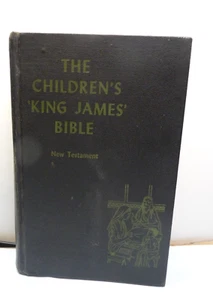 THE
CHILDREN'S
'KING JAMES'
BIBLE
New Testament